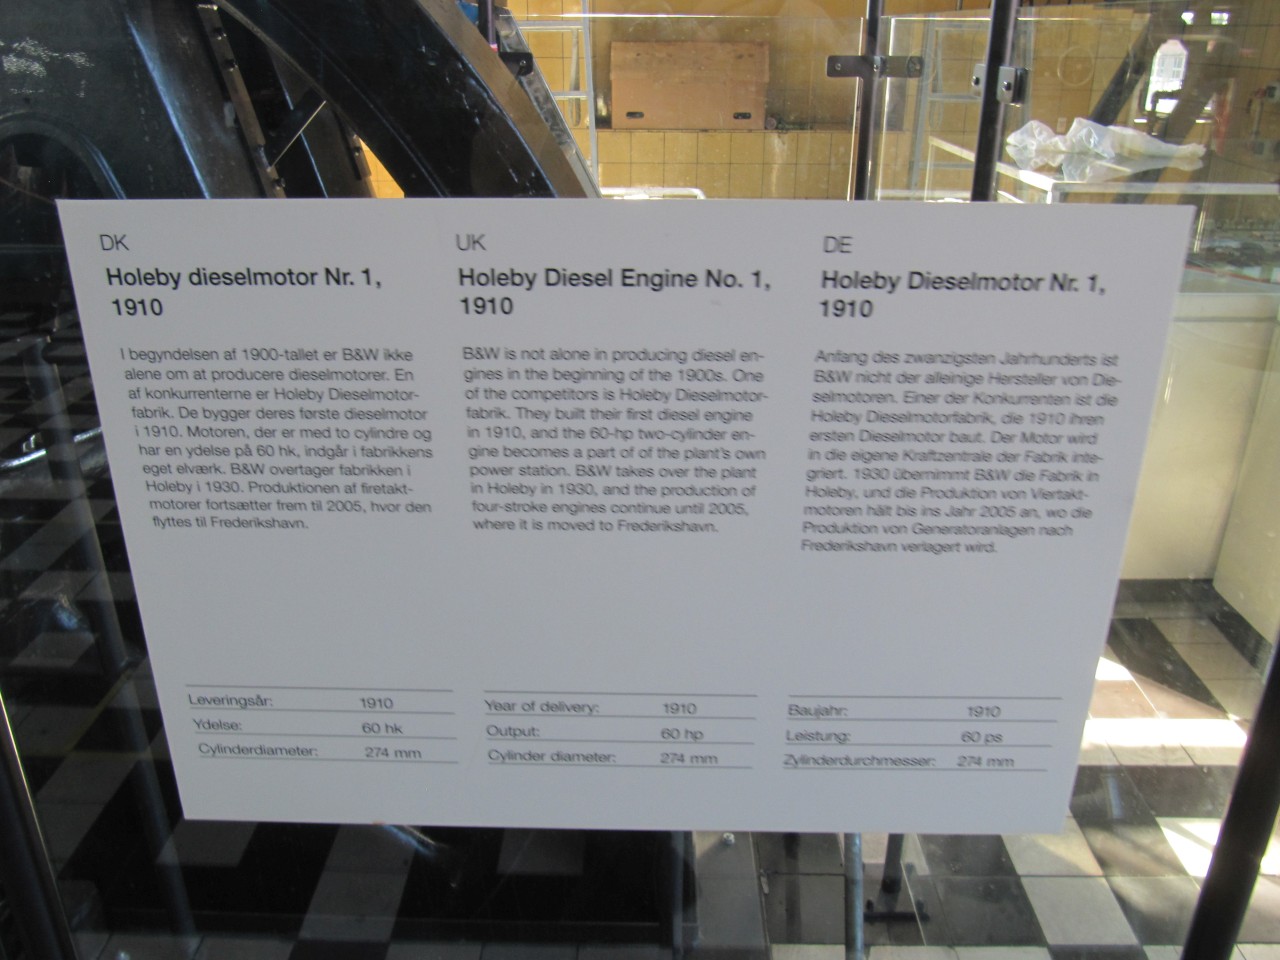 DK
Holeby dieselmotor Nr. 1,
1910
I begyndelsen af 1900-tallet er B&W ikke
alene om at producere dieselmotorer. En
af konkurrenterne er Holeby Dieselmotor-
fabrik. De bygger deres første dieselmotor
i 1910. Motoren, der er med to cylindre og
har en ydelse på 60 hk, indgår i fabrikkens
eget elværk. B&W overtager fabrikken i
Holeby i 1930. Produktionen af firetakt-
motorer fortsætter frem til 2005, hvor den
flyttes til Frederikshavn.
Leveringsår: 1910
Ydelse: 60 hk
Cylinderdiameter: 274 mm
UK
Holeby Diesel Engine No. 1,
1910
B&W is not alone in producing diesel en-
gines in the beginning of the 1900s. One
of the competitors is Holeby Dieselmotor-
fabrik. They built their first diesel engine
in 1910, and the 60-hp two-cylinder en-
gine becomes a part of of the plant's own
power station. B&W takes over the plant
in Holeby in 1930, and the production of
four-stroke engines continue until 2005,
where it is moved to Frederikshavn.
Year of delivery: 1910
Output: 60 hp
Cylinder diameter: 274 mm
DE
Holeby Dieselmotor Nr. 1,
1910
Anfang des zwanzigsten Jahrhunderts ist
B&W nicht der alleinige Hersteller von Die-
selmotoren. Einer der Konkurrenten ist die
Holeby Dieselmotorfabrik, die 1910 ihren
ersten Dieselmotor baut. Der Motor wird
in die eigene Kraftzentrale der Fabrik inte-
griert. 1930 übernimmt B&W die Fabrik in
Holeby, und die Produktion von Viertakt-
motoren hält bis ins Jahr 2005 an, wo die
Produktion von Generatoranlagen nach
Frederikshavn verlagert wird.
Baujahr: 1910
Leistung: 60 ps
Zylinderdurchmesser: 274 mm